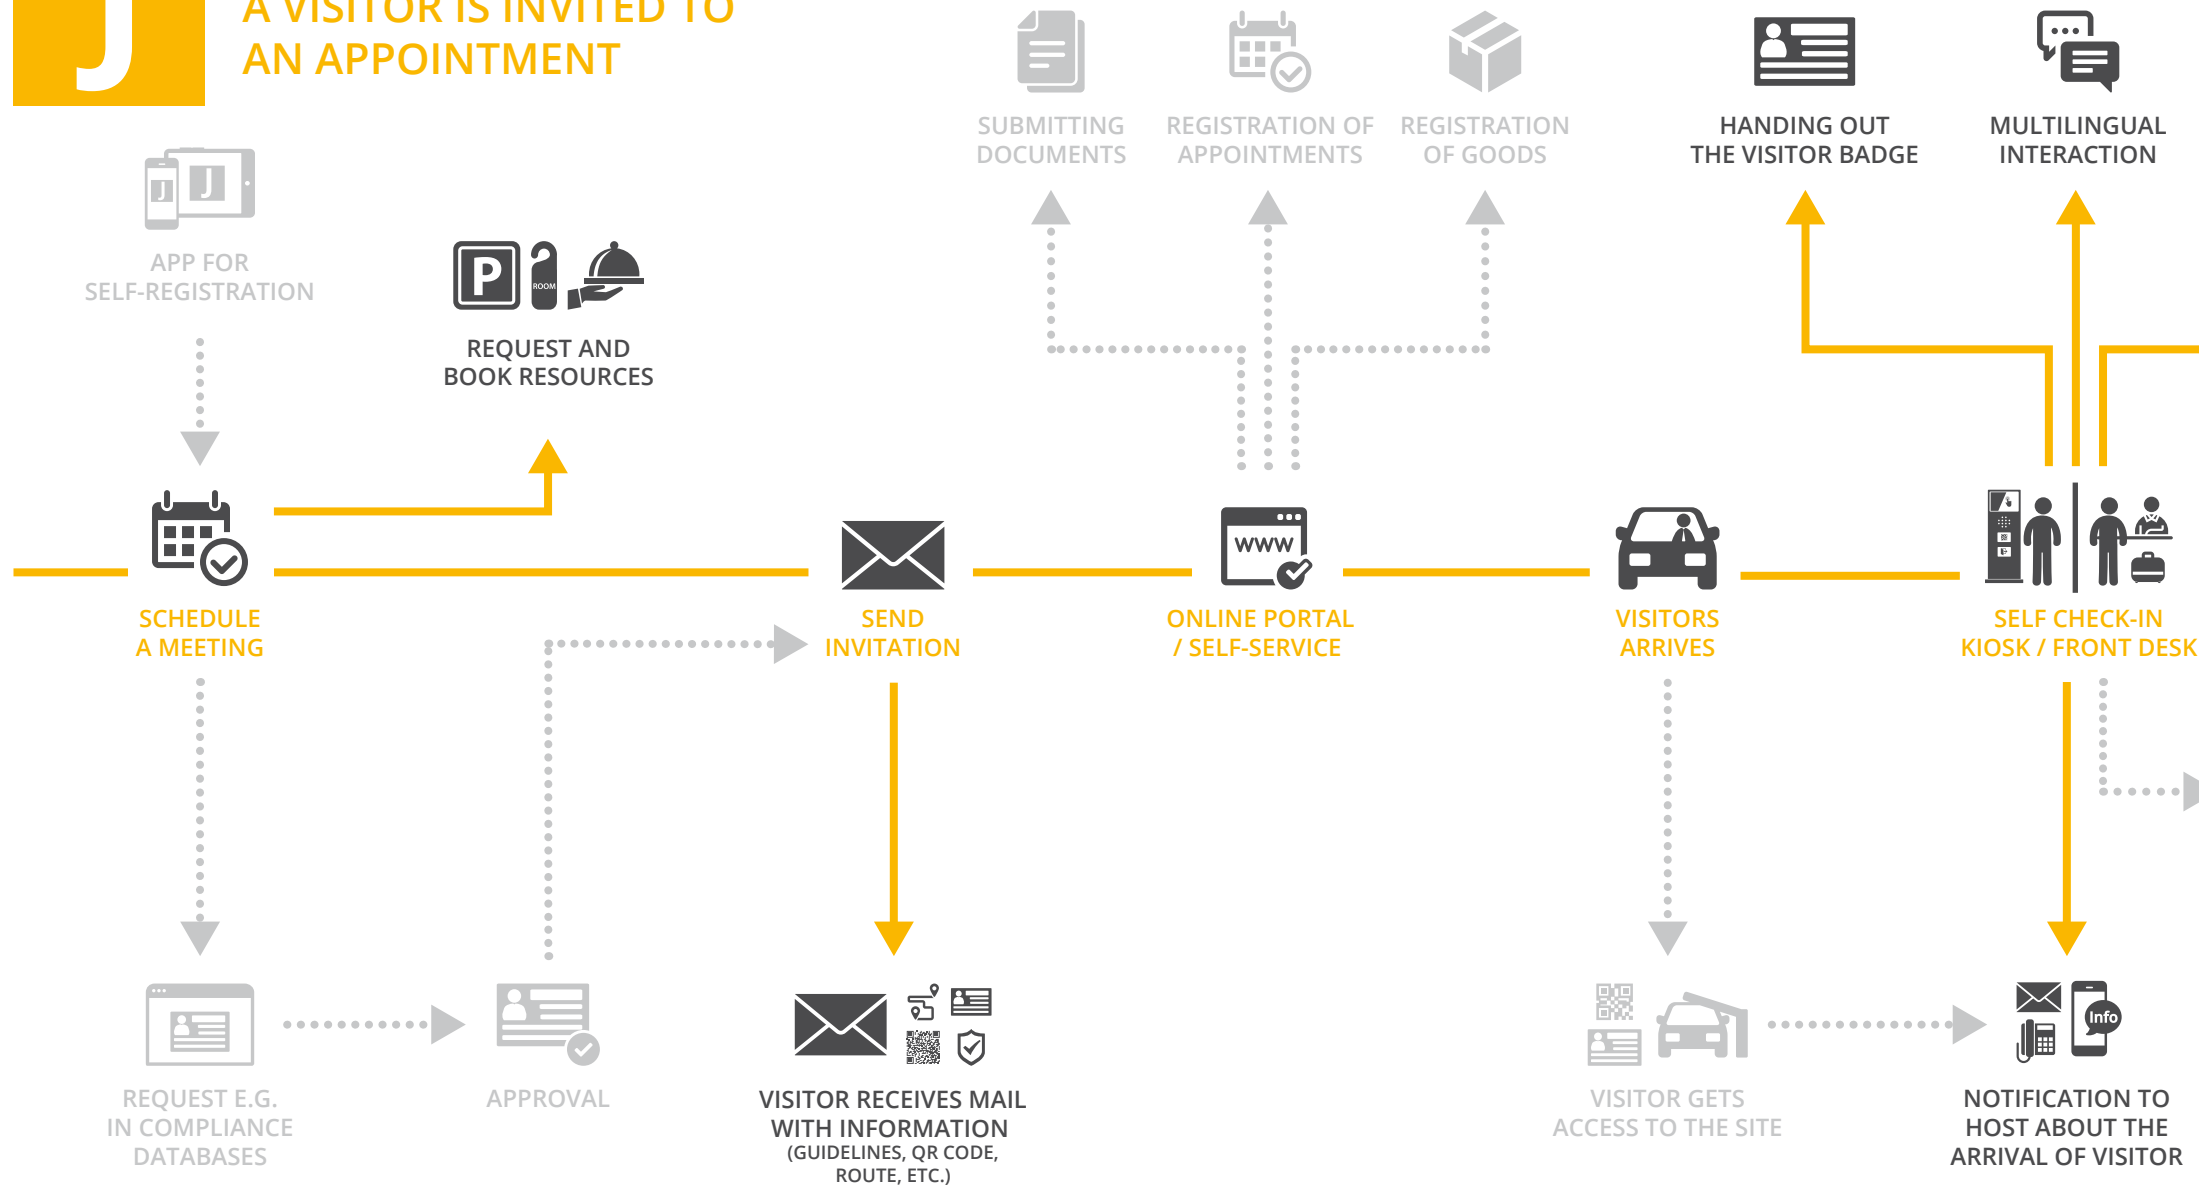 J
A VISITOR IS INVITED TO
AN APPOINTMENT
SUBMITTING
DOCUMENTS
REGISTRATION OF
APPOINTMENTS
REGISTRATION
OF GOODS
HANDING OUT
THE VISITOR BADGE
MULTILINGUAL
INTERACTION
J
J
APP FOR
SELF-REGISTRATION
P
ROOM
REQUEST AND
BOOK RESOURCES
www
SCHEDULE
A MEETING
SEND
INVITATION
ONLINE PORTAL
/ SELF-SERVICE
VISITORS
ARRIVES
SELF CHECK-IN
KIOSK / FRONT DESK
REQUEST E.G.
IN COMPLIANCE
DATABASES
APPROVAL
VISITOR RECEIVES MAIL
WITH INFORMATION
(GUIDELINES, QR CODE,
ROUTE, ETC.)
VISITOR GETS
ACCESS TO THE SITE
Info
NOTIFICATION TO
HOST ABOUT THE
ARRIVAL OF VISITOR